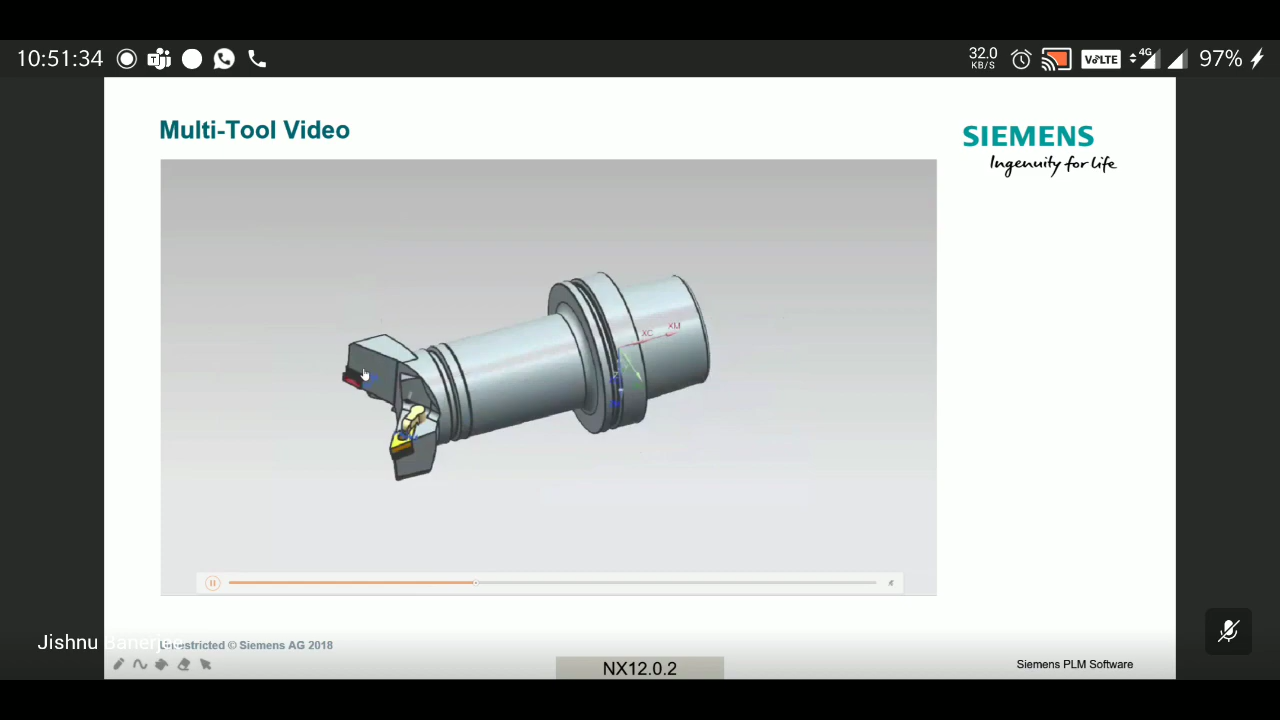 10:51:34
32.0
KB/S
VoLTE
4G
97%
Multi-Tool Video
SIEMENS
Ingenuity for life
XC
XM
Jishnu Banerjee
Unrestricted © Siemens AG 2018
NX12.0.2
Siemens PLM Software